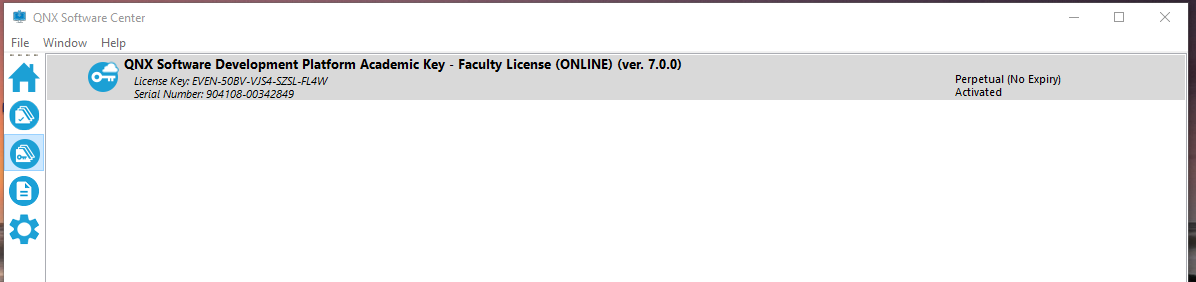 QNX Software Center
File Window Help
QNX Software Development Platform Academic Key - Faculty License (ONLINE) (ver. 7.0.0)
License Key: EVEN-50BV-VJS4-SZSL-FL4W
Perpetual (No Expiry)
Serial Number: 904108-00342849
Activated